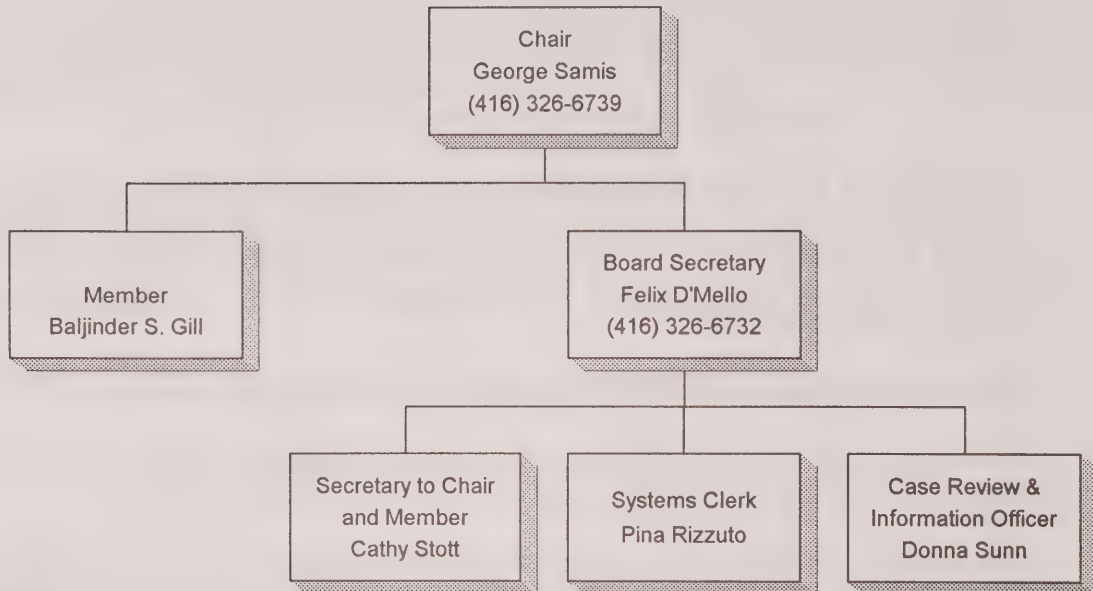 Chair
George Samis
(416) 326-6739
Member
Baljinder S. Gill
Board Secretary
Felix D'Mello
(416) 326-6732
Secretary to Chair
and Member
Cathy Stott
Systems Clerk
Pina Rizzuto
Case Review &
Information Officer
Donna Sunn